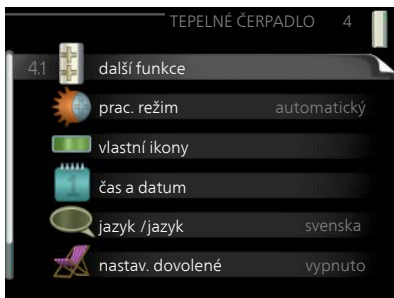 TEPELNÉ ČERPADLO 4
4.1 další funkce
prac. režim automatický
vlastní ikony
čas a datum
jazyk /jazyk svenska
nastav. dovolené vypnuto